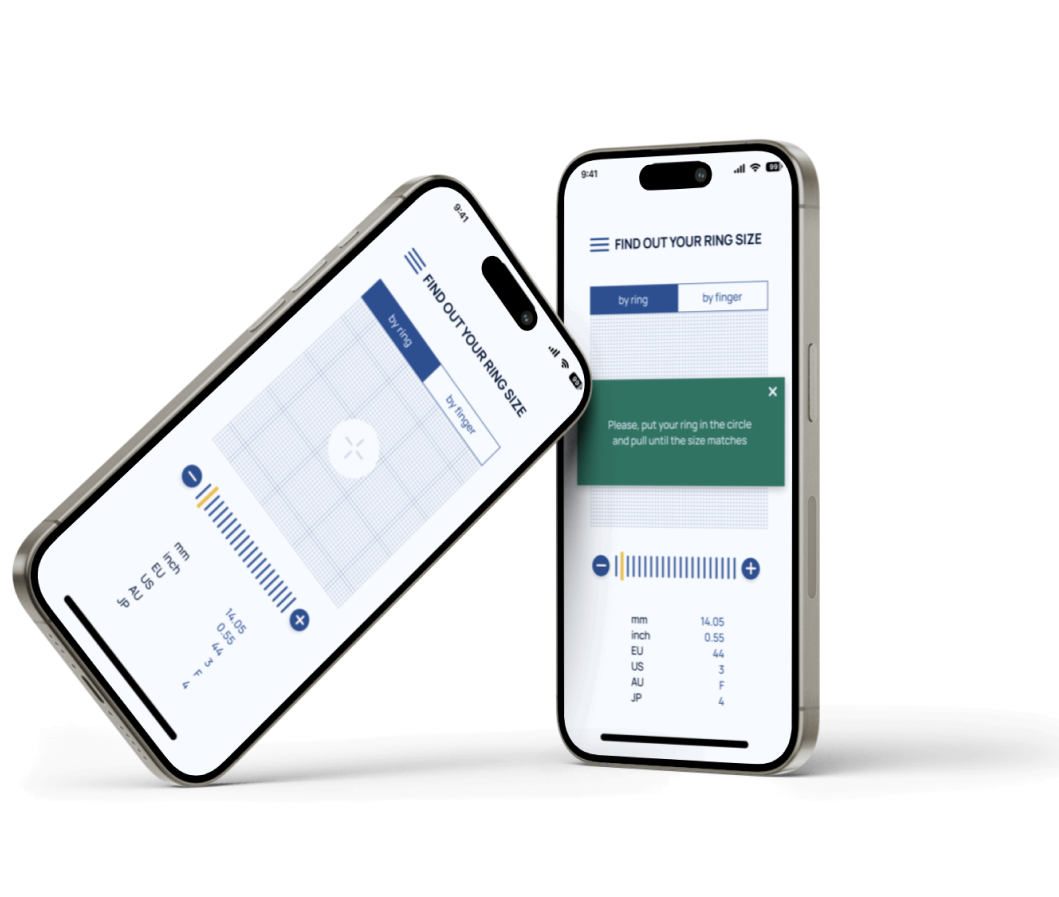 9:41
FIND OUT YOUR RING SIZE
by ring by finger
mm 14.05
inch 0.55
EU 44
US 3
AU F
JP 4
9:41
99
FIND OUT YOUR RING SIZE
by ring by finger
X
Please, put your ring in the circle
and pull until the size matches
mm 14.05
inch 0.55
EU 44
US 3
AU F
JP 4